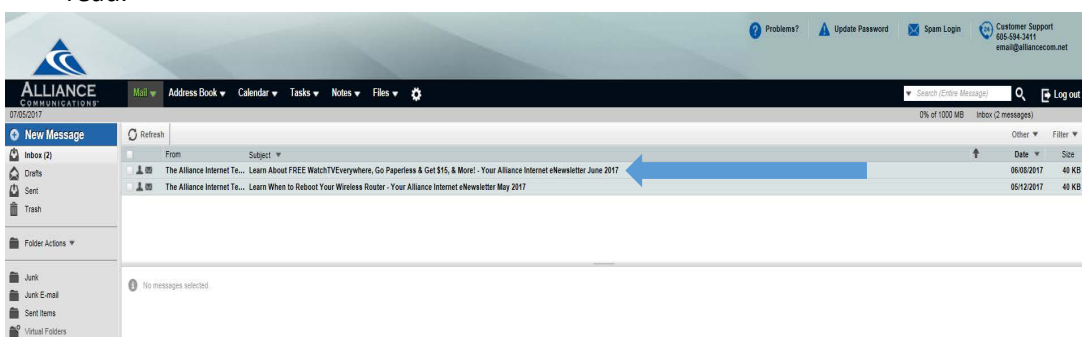 Problems? Update Password Spam Login Customer Support
605-594-3411
email@alliancecom.net
ALLIANCE
COMMUNICATIONS
Mail Address Book Calendar Tasks Notes Files Search (Entire Message) Log out
07/05/2017 0% of 1000 MB Inbox (2 messages)
New Message Refresh Other Filter
Inbox (2) From Subject Date Size
Drafts The Alliance Internet Te... Learn About FREE WatchTVEverywhere, Go Paperless & Get $15, & More! - Your Alliance Internet eNewsletter June 2017 06/08/2017 40 KB
Sent The Alliance Internet Te... Learn When to Reboot Your Wireless Router - Your Alliance Internet eNewsletter May 2017 05/12/2017 40 KB
Trash
Folder Actions
Junk
No messages selected.
Junk E-mail
Sent Items
Virtual Folders